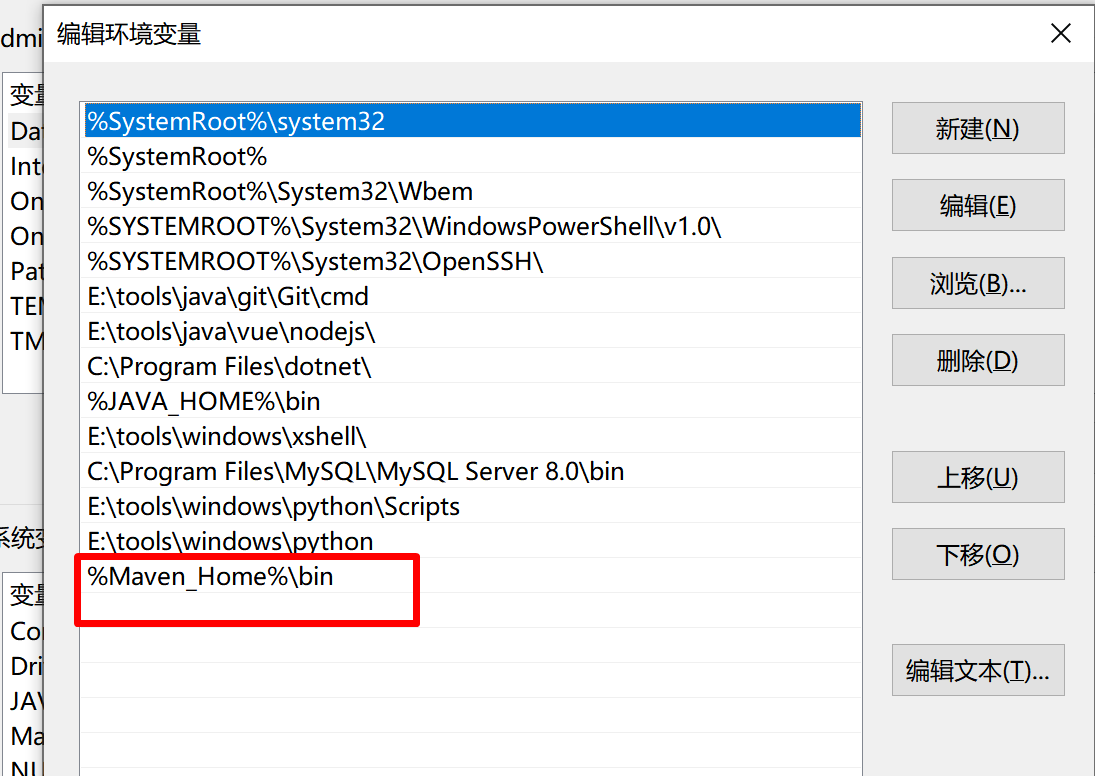 编辑环境变量
dmi
变量
Da
Int
On
On
Pat
TEM
TM
%SystemRoot%\system32
%SystemRoot%
%SystemRoot%\System32\Wbem
%SYSTEMROOT%\System32\WindowsPowerShell\v1.0\
%SYSTEMROOT%\System32\OpenSSH\
E:\tools\java\git\Git\cmd
E:\tools\java\vue\nodejs\
C:\Program Files\dotnet\
%JAVA_HOME%\bin
E:\tools\windows\xshell\
C:\Program Files\MySQL\MySQL Server 8.0\bin
E:\tools\windows\python\Scripts
E:\tools\windows\python
%Maven_Home%\bin
新建(N)
编辑(E)
浏览(B)...
删除(D)
上移(U)
下移(O)
编辑文本(T)...
系统变
变量
Co
Dri
JAV
Ma
NU